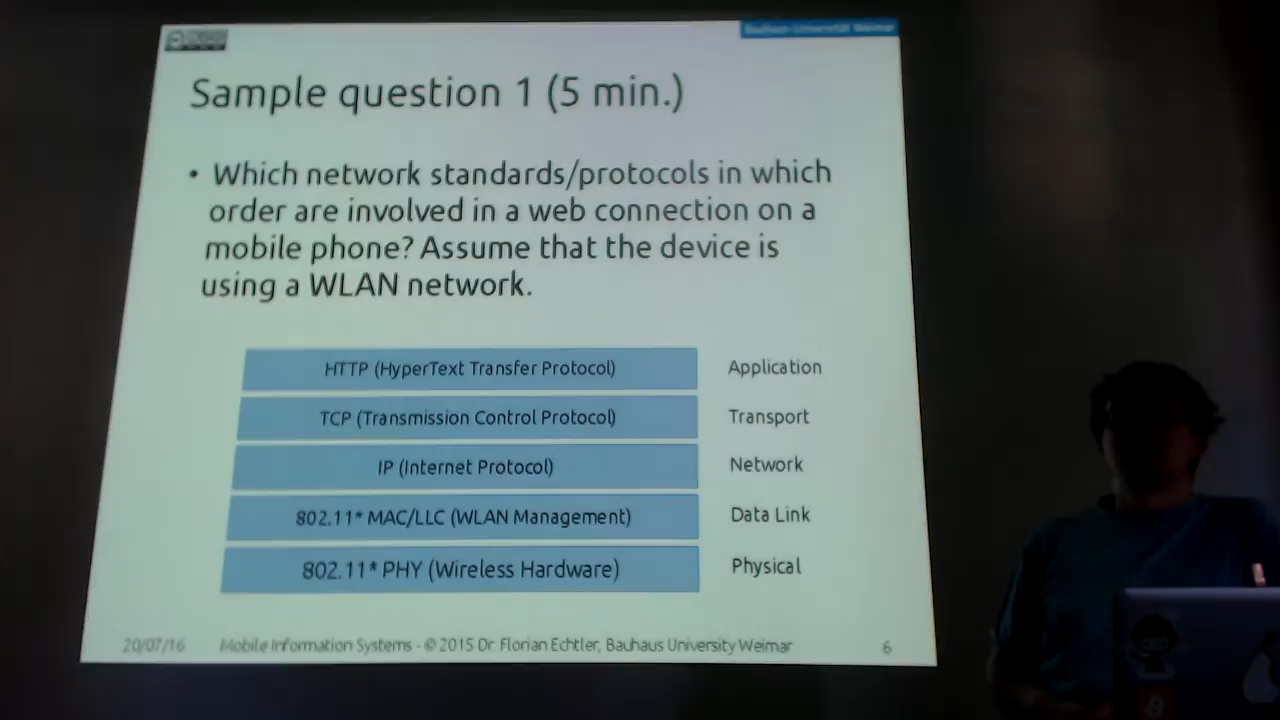 Bauhaus-Universität Weimar
Sample question 1 (5 min.)
• Which network standards/protocols in which
order are involved in a web connection on a
mobile phone? Assume that the device is
using a WLAN network.
HTTP (HyperText Transfer Protocol) Application
TCP (Transmission Control Protocol) Transport
IP (Internet Protocol) Network
802.11* MAC/LLC (WLAN Management) Data Link
802.11* PHY (Wireless Hardware) Physical
20/07/16 Mobile Information Systems - © 2015 Dr. Florian Echtler, Bauhaus University Weimar 6